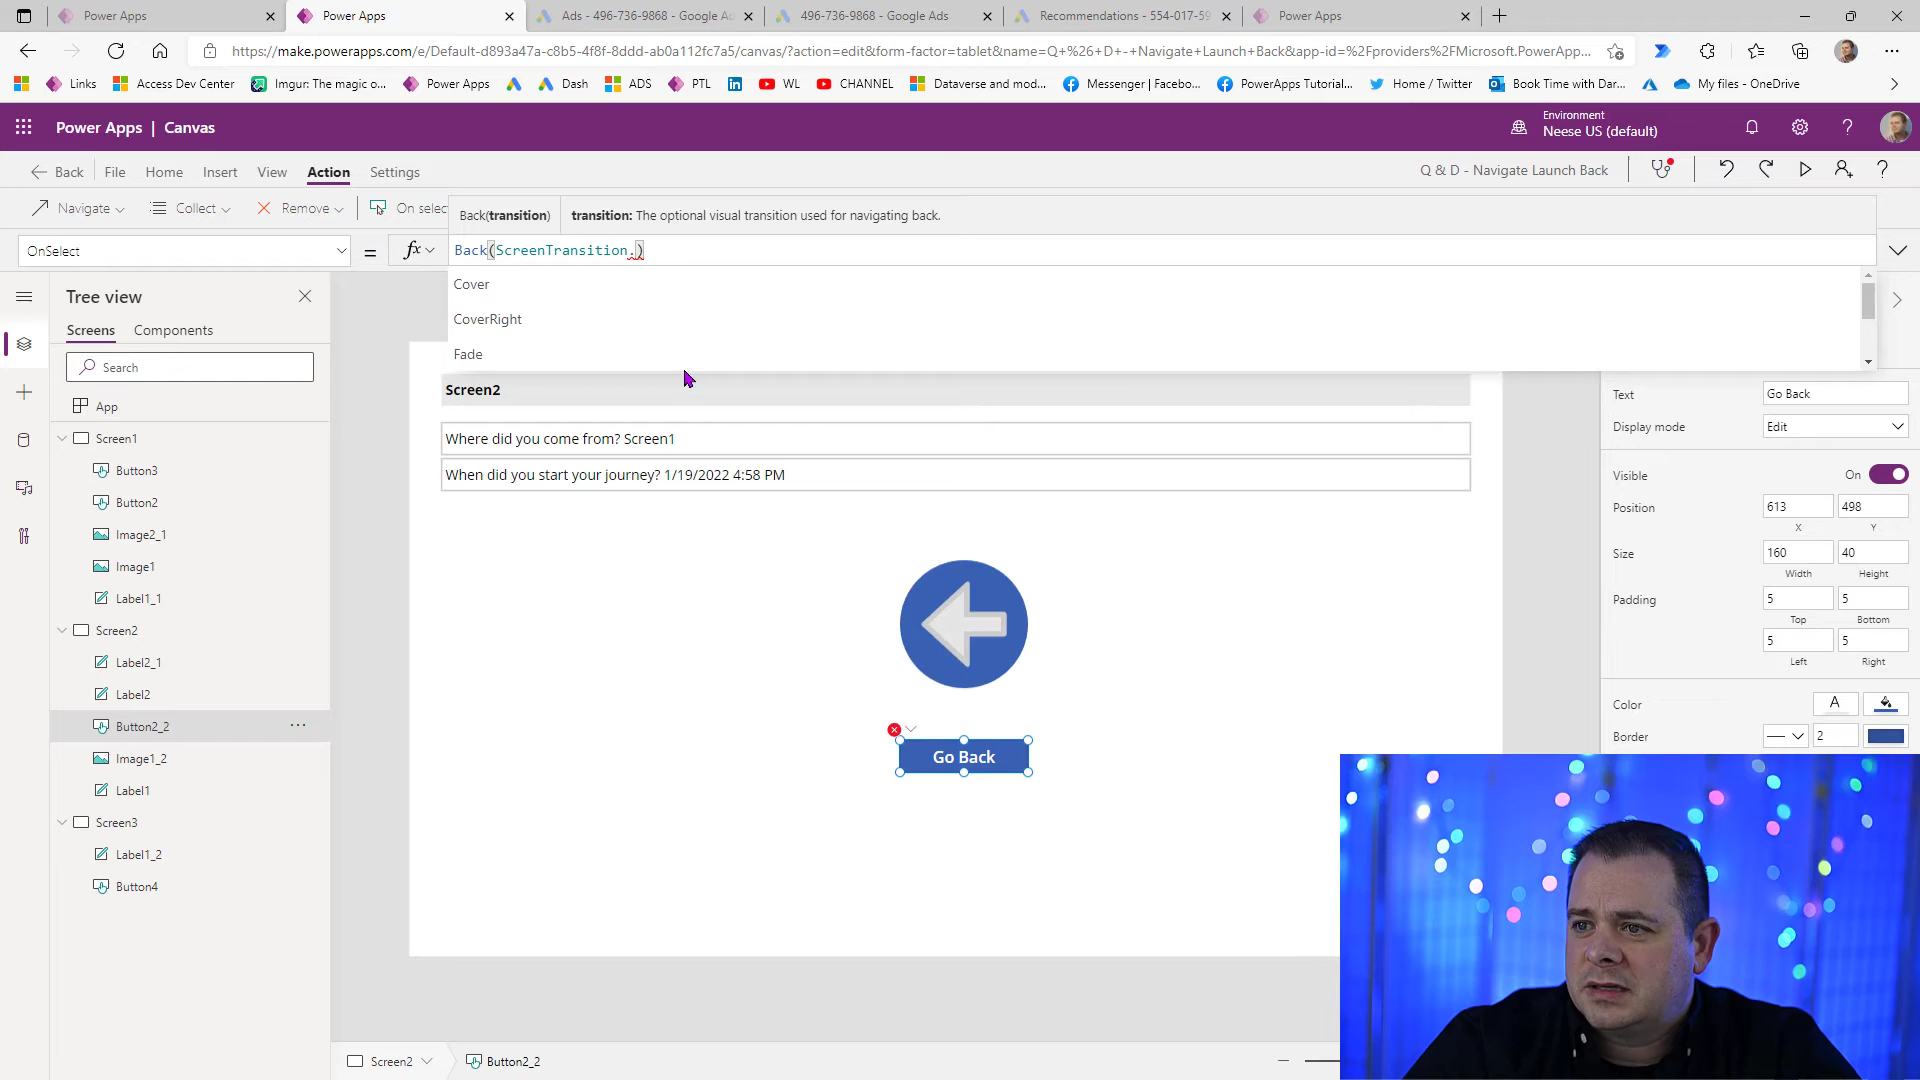 Power Apps
Power Apps
Ads - 496-736-9868 - Google Ad
496-736-9868 - Google Ads
Recommendations - 554-017-59
Power Apps
https://make.powerapps.com/e/Default-d893a47a-c8b5-4f8f-8ddd-ab0a112fc7a5/canvas/?action=edit&form-factor=tablet&name=Q+%26+D+-+Navigate+Launch+Back&app-id=%2Fproviders%2FMicrosoft.PowerApp...
Links
Access Dev Center
Imgur: The magic o...
Power Apps
Dash
ADS
PTL
WL
CHANNEL
Dataverse and mod...
Messenger | Facebo...
PowerApps Tutorial...
Home / Twitter
Book Time with Dar...
My files - OneDrive
Power Apps | Canvas
Environment
Neese US (default)
Back
File
Home
Insert
View
Action
Settings
Q & D - Navigate Launch Back
Navigate
Collect
Remove
On selec
Back(transition)
transition: The optional visual transition used for navigating back.
OnSelect
=
fx
Back(ScreenTransition.)
Cover
CoverRight
Fade
Tree view
Screens
Components
Search
App
Screen1
Button3
Button2
Image2_1
Image1
Label1_1
Screen2
Label2_1
Label2
Button2_2
Image1_2
Label1
Screen3
Label1_2
Button4
Screen2
Where did you come from? Screen1
When did you start your journey? 1/19/2022 4:58 PM
Go Back
Text
Go Back
Display mode
Edit
Visible
On
Position
613
498
X
Y
Size
160
40
Width
Height
Padding
5
5
Top
Bottom
5
5
Left
Right
Color
A
Border
2
Screen2
Button2_2